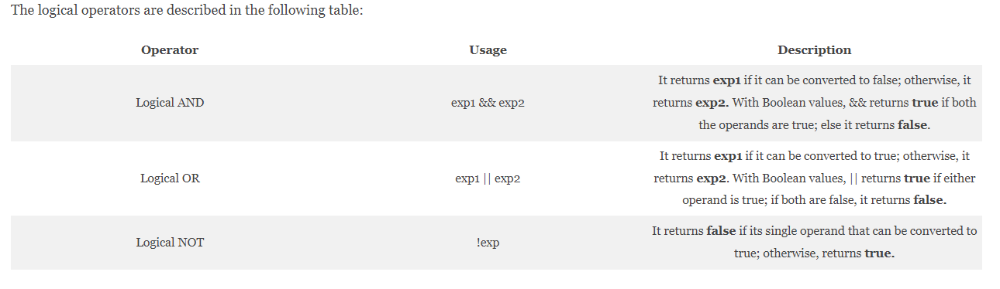 The logical operators are described in the following table:
Operator Usage Description
It returns exp1 if it can be converted to false; otherwise, it
Logical AND exp1 && exp2 returns exp2. With Boolean values, && returns true if both
the operands are true; else it returns false.
It returns exp1 if it can be converted to true; otherwise, it
Logical OR exp1 || exp2 returns exp2. With Boolean values, || returns true if either
operand is true; if both are false, it returns false.
Logical NOT !exp It returns false if its single operand that can be converted to
true; otherwise, returns true.